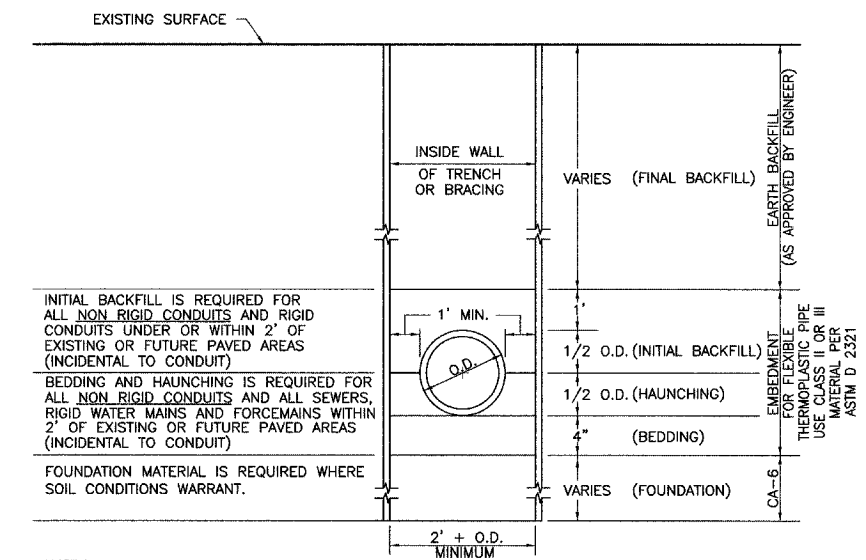 EXISTING SURFACE
INSIDE WALL
OF TRENCH
OR BRACING
VARIES (FINAL BACKFILL)
EARTH BACKFILL
(AS APPROVED BY ENGINEER)
INITIAL BACKFILL IS REQUIRED FOR
ALL NON RIGID CONDUITS AND RIGID
CONDUITS UNDER OR WITHIN 2' OF
EXISTING OR FUTURE PAVED AREAS
(INCIDENTAL TO CONDUIT)
1' MIN.
1'
1/2 O.D. (INITIAL BACKFILL)
O.D.
BEDDING AND HAUNCHING IS REQUIRED FOR
ALL NON RIGID CONDUITS AND ALL SEWERS,
RIGID WATER MAINS AND FORCEMAINS WITHIN
2' OF EXISTING OR FUTURE PAVED AREAS
(INCIDENTAL TO CONDUIT)
1/2 O.D. (HAUNCHING)
4" (BEDDING)
EMBEDMENT
FOR FLEXIBLE
THERMOPLASTIC PIPE
USE CLASS II OR III
MATERIAL PER
ASTM D 2321
FOUNDATION MATERIAL IS REQUIRED WHERE
SOIL CONDITIONS WARRANT.
VARIES (FOUNDATION)
CA-6
2' + O.D.
MINIMUM